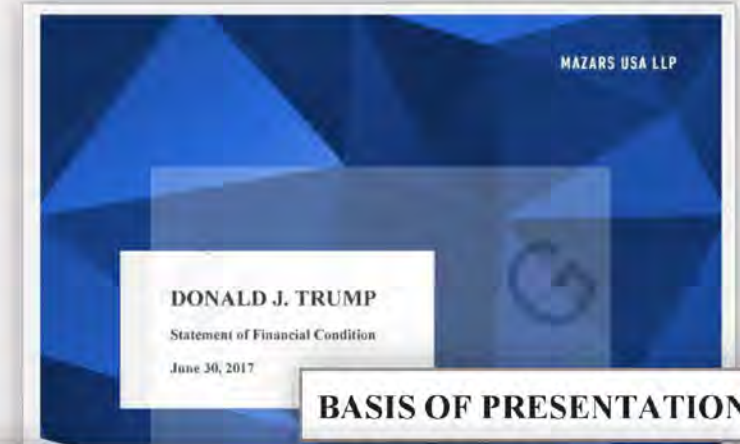 MAZARS USA LLP
DONALD J. TRUMP
Statement of Financial Condition
June 30, 2017
BASIS OF PRESENTATION